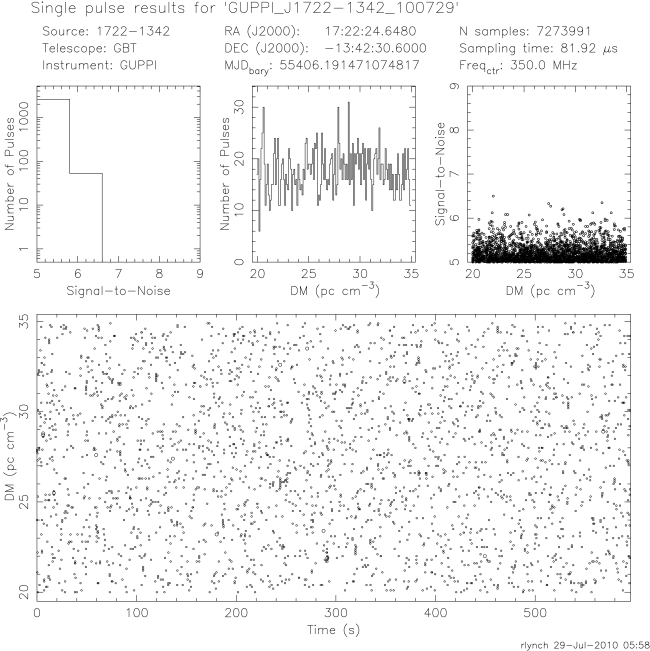 Single pulse results for 'GUPPI_J1722-1342_100729'
Source: 1722-1342 RA (J2000): 17:22:24.6480 N samples: 7273991
Telescope: GBT DEC (J2000): -13:42:30.6000 Sampling time: 81.92 μs
Instrument: GUPPI MJD_bary: 55406.191471074817 Freq_ctr: 350.0 MHz
Number of Pulses
1 10 100 1000
5 6 7 8 9
Signal-to-Noise
Number of Pulses
0 10 20 30
20 25 30 35
DM (pc cm^-3)
Signal-to-Noise
5 6 7 8 9
20 25 30 35
DM (pc cm^-3)
DM (pc cm^-3)
20 25 30 35
0 100 200 300 400 500
Time (s)
rlynch 29-Jul-2010 05:58